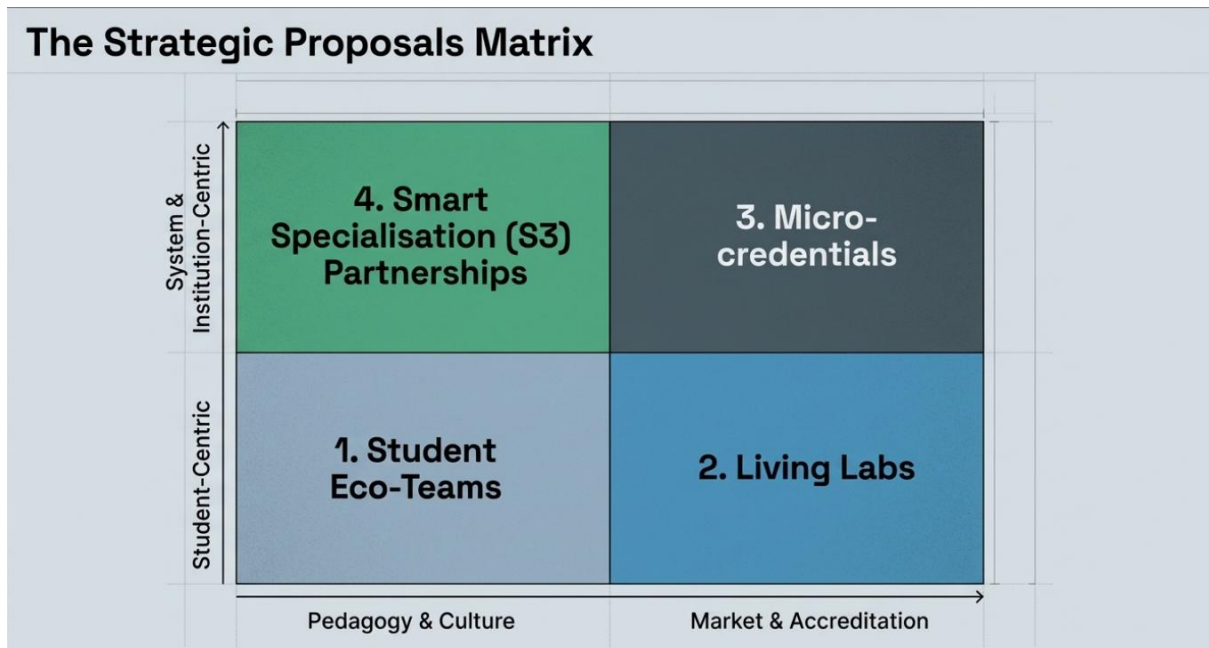 The Strategic Proposals Matrix
System &
Institution-Centric
4. Smart
Specialisation (S3)
Partnerships
3. Micro-
credentials
Student-Centric
1. Student
Eco-Teams
2. Living Labs
Pedagogy & Culture
Market & Accreditation